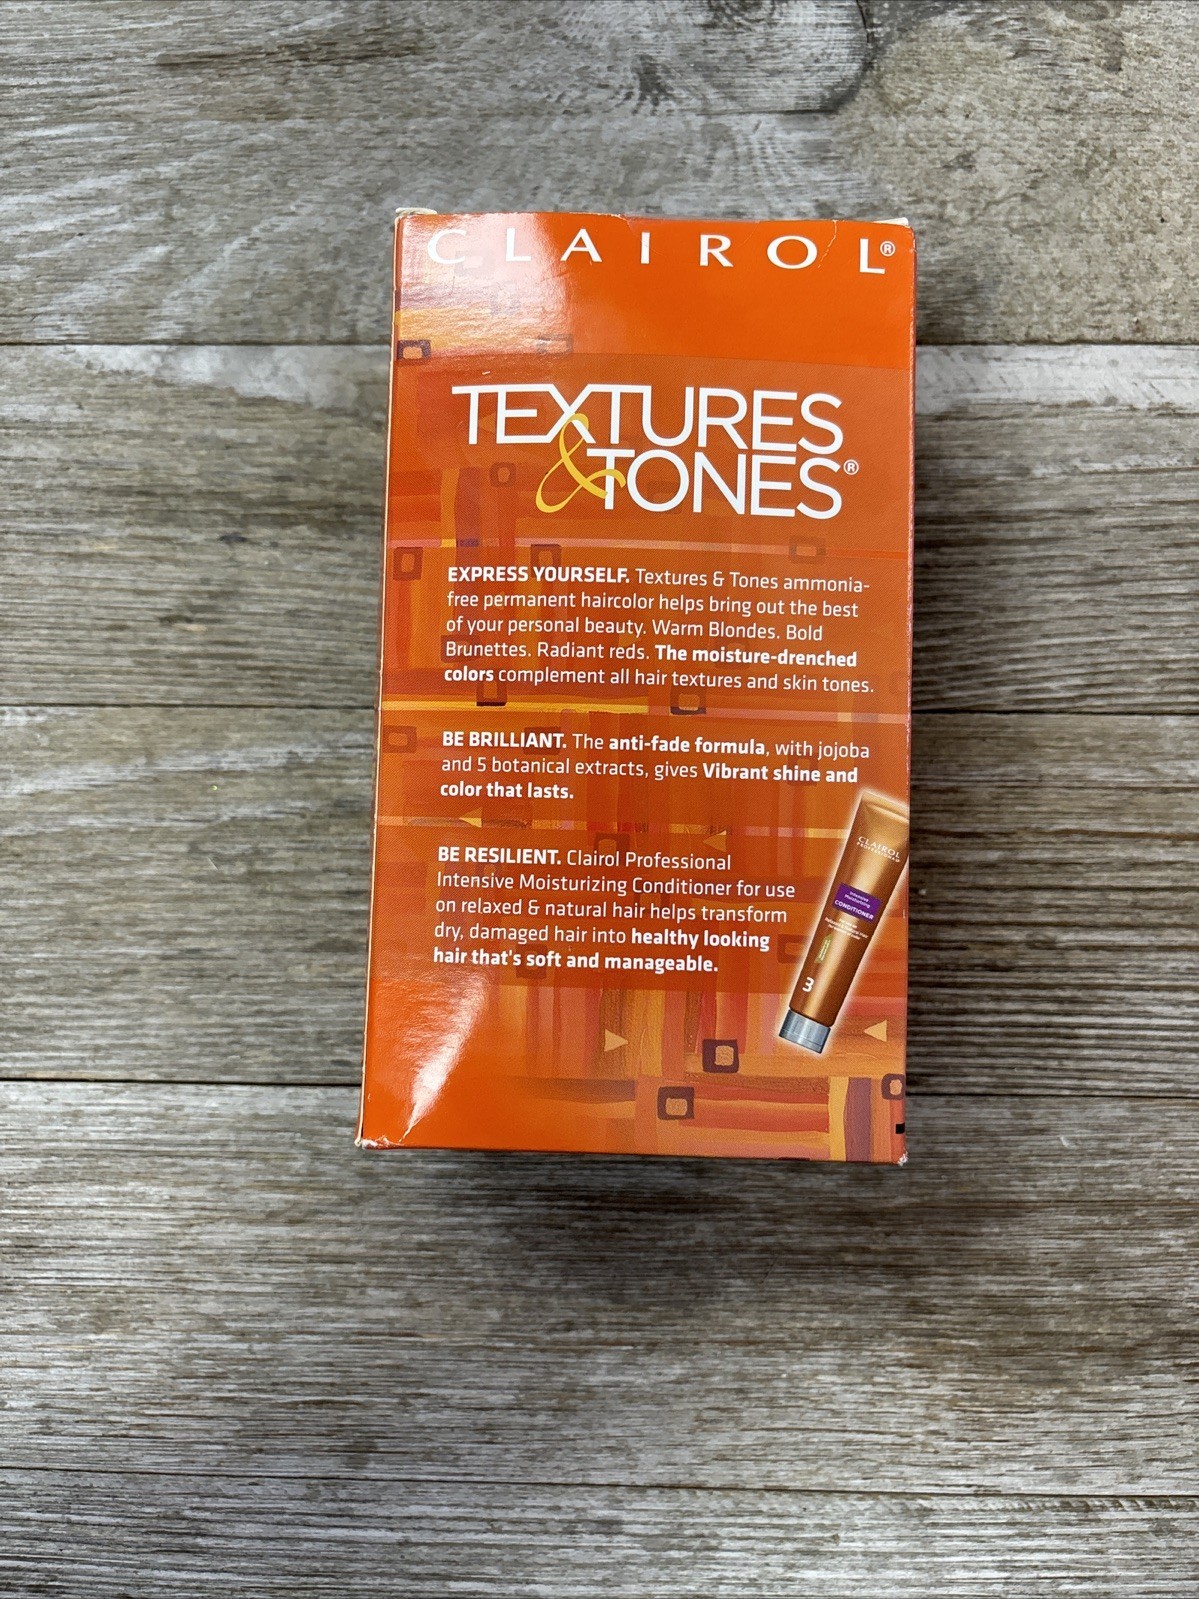 CLAIROL®
TEXTURES
& TONES®
EXPRESS YOURSELF. Textures & Tones ammonia-
free permanent haircolor helps bring out the best
of your personal beauty. Warm Blondes. Bold
Brunettes. Radiant reds. The moisture-drenched
colors complement all hair textures and skin tones.
BE BRILLIANT. The anti-fade formula, with jojoba
and 5 botanical extracts, gives Vibrant shine and
color that lasts.
BE RESILIENT. Clairol Professional
Intensive Moisturizing Conditioner for use
on relaxed & natural hair helps transform
dry, damaged hair into healthy looking
hair that's soft and manageable.
CLAIROL
PROFESSIONAL
Intensive
Moisturizing
CONDITIONER
3